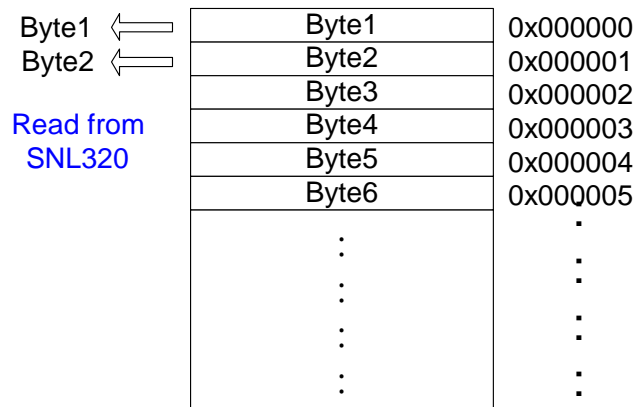 Byte1 Byte1 0x000000
Byte2 Byte2 0x000001
Byte3 0x000002
Read from Byte4 0x000003
SNL320 Byte5 0x000004
Byte6 0x000005